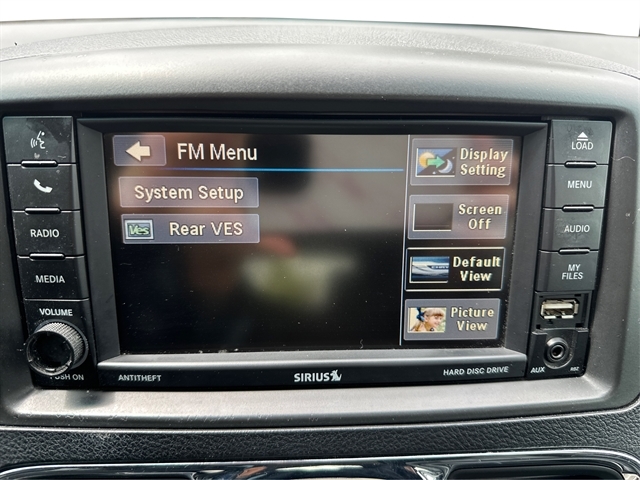 FM Menu
System Setup
Ves Rear VES
Display
Setting
Screen
Off
Default
View
Picture
View
RADIO
MEDIA
VOLUME
PUSH ON
LOAD
MENU
AUDIO
MY
FILES
AUX
RBZ
ANTITHEFT
SIRIUS
HARD DISC DRIVE